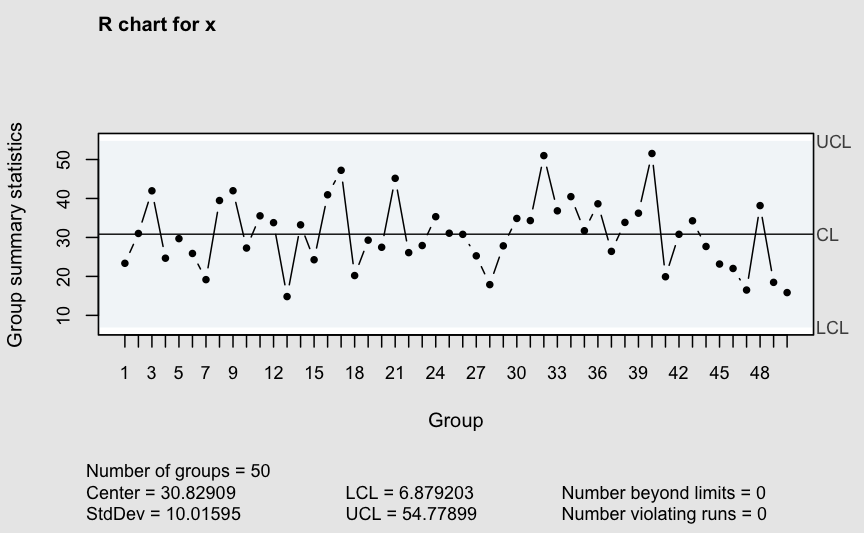 R chart for x
Group summary statistics
50
40
30
20
10
UCL
CL
LCL
1 3 5 7 9 12 15 18 21 24 27 30 33 36 39 42 45 48
Group
Number of groups = 50
Center = 30.82909 LCL = 6.879203 Number beyond limits = 0
StdDev = 10.01595 UCL = 54.77899 Number violating runs = 0